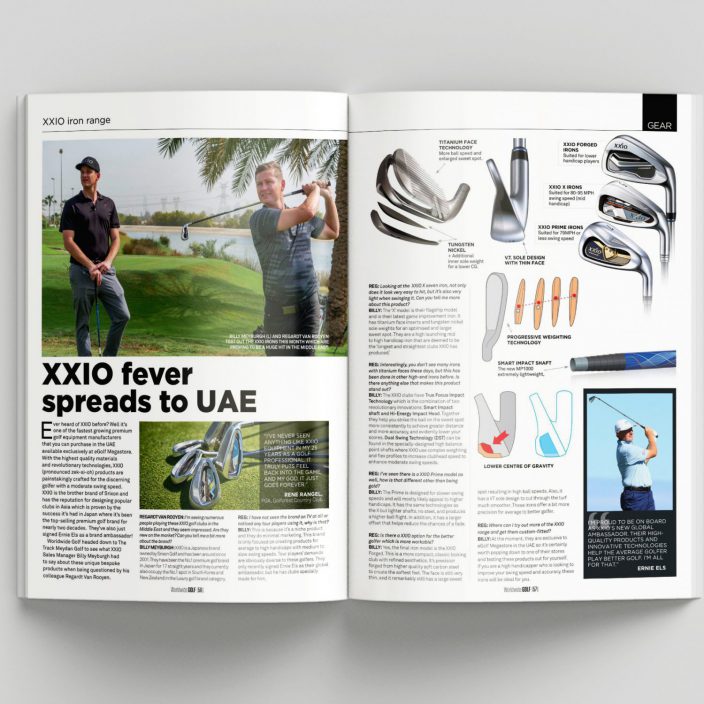 XXIO iron range
GEAR
BILLY MEYBURGH (L) AND REGARDT VAN ROOYEN
TEST OUT THE XXIO IRONS THIS MONTH WHICH ARE
PROVING TO BE A HUGE HIT IN THE MIDDLE EAST
XXIO fever
spreads to UAE
Ever heard of XXIO before? Well it's
one of the fastest growing premium
golf equipment manufacturers
that you can purchase in the UAE
available exclusively at eGolf Megastore.
With the highest quality materials
and revolutionary technologies, XXIO
(pronounced zek-si-oh) products are
painstakingly crafted for the discerning
golfer with a moderate swing speed.
XXIO is the brother brand of Srixon and
has the reputation for designing popular
clubs in Asia which is proven by the
success it's had in Japan where it's been
the top-selling premium golf brand for
nearly two decades. They've also just
signed Ernie Els as a brand ambassador!
Worldwide Golf headed down to The
Track Meydan Golf to see what XXIO
Sales Manager Billy Meyburgh had
to say about these unique bespoke
products when being questioned by his
colleague Regardt Van Rooyen.
"I'VE NEVER SEEN
ANYTHING LIKE XXIO
EQUIPMENT IN MY 25
YEARS AS A GOLF
PROFESSIONAL. IT
TRULY PUTS FEEL
BACK INTO THE GAME
AND MY GOD, IT JUST
GOES FOREVER."
RENE RANGEL,
PGA, Golfcrest Country Club
REGARDT VAN ROOYEN: I'm seeing numerous
people playing these XXIO golf clubs in the
Middle East and they seem impressed. Are they
new on the market? Can you tell me a bit more
about the brand?
BILLY MEYBURGH: XXIO is a Japanese brand
owned by Srixon Golf and has been around since
2001. They have been the No.1 premium brand
in Japan for 17 straight years and they currently
also occupy the No.1 spot in South Korea and
New Zealand in the luxury golf brand category.
REG: I have not seen the brand on TV at all or
noticed any tour players using it, why is that?
BILLY: This is because it's a niche product
and they do minimal marketing. This brand
is only focused on creating products for
average to high handicaps with medium to
slow swing speeds. Tour players' demands
are obviously diverse to these golfers. They
only recently signed Ernie Els as their global
ambassador, but he has clubs specially
made for him.
Worldwide GOLF | 56 |
TITANIUM FACE
TECHNOLOGY
More ball speed and
enlarged sweet spot.
TUNGSTEN
NICKEL
+ Additional
inner sole weight
for a lower CG.
V.T. SOLE DESIGN
WITH THIN FACE
XXIO FORGED
IRONS
Suited for lower
handicap players
XXIO X IRONS
Suited for 80-95 MPH
swing speed (mid
handicap)
XXIO PRIME IRONS
Suited for 79MPH or
less swing speed
PROGRESSIVE WEIGHTING
TECHNOLOGY
SMART IMPACT SHAFT
The new MP1000
extremely lightweight.
LOWER CENTRE OF GRAVITY
REG: Looking at the XXIO X seven iron, not only
does it look very easy to hit, but it's also very
light when swinging it. Can you tell me more
about this product?
BILLY: The 'X' model is their flagship model
and is their latest game improvement iron. It
has titanium face inserts and tungsten nickel
sole weights for an optimised and larger
sweet spot. They are a high launching mid
to high handicap iron that are deemed to be
the 'longest and straightest clubs XXIO has
produced'.
REG: Interestingly, you don't see many irons
with titanium faces these days, but this has
been done in other high-end irons before. Is
there anything else that makes this product
stand out?
BILLY: The XXIO clubs have True Focus Impact
Technology which is the combination of two
revolutionary innovations, Smart Impact
shaft and Hi-Energy Impact Head. Together
they help you strike the ball on the sweet spot
more consistently to achieve greater distance
and more accuracy and evidently lower your
scores. Dual Swing Technology (DST) can be
found in the specially-designed high balance
point shafts where XXIO use complex weighting
and flex profiles to increase clubhead speed to
enhance moderate swing speeds.
REG: I've seen there is a XXIO Prime model as
well, how is that different other than being
gold?
BILLY: The Prime is designed for slower swing
speeds and will mostly likely appeal to higher
handicaps. It has the same technologies as
the X but lighter shafts, no steel, and produces
a higher ball flight. In addition, it has a larger
offset that helps reduce the chances of a fade.
REG: Is there a XXIO option for the better
golfer which is more workable?
BILLY: Yes, the final iron model is the XXIO
forged. This is a more compact, classic looking
club with refined aesthetics. It's precision
forged from higher quality soft carbon steel
to create the softest feel. The face is still very
thin, and it remarkably still has a large sweet
spot resulting in high ball speeds. Also, it
has a VT sole design to cut through the turf
much smoother. These irons offer a bit more
precision for average to better golfer.
REG: Where can I try out more of the XXIO
range and get them custom-fitted?
BILLY: At the moment, they are exclusive to
eGolf Megastore in the UAE and it's certainly
worth popping down to one of their stores
and testing these products out for yourself.
If you are a high handicapper who is looking to
improve your swing speed and accuracy, these
irons will be ideal for you.
"I'M PROUD TO BE ON BOARD
AS XXIO'S NEW GLOBAL
AMBASSADOR. THEIR HIGH-
QUALITY PRODUCTS AND
INNOVATIVE TECHNOLOGIES
HELP THE AVERAGE GOLFER
PLAY BETTER GOLF. I'M ALL
FOR THAT."
ERNIE ELS
Worldwide GOLF | 57 |